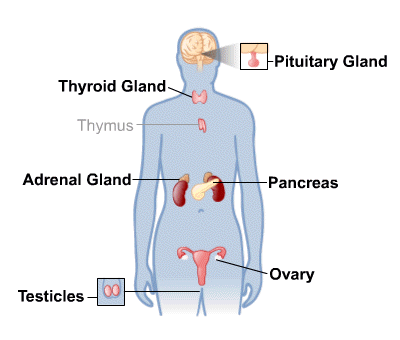 Pituitary Gland
Thyroid Gland
Thymus
Adrenal Gland
Pancreas
Ovary
Testicles